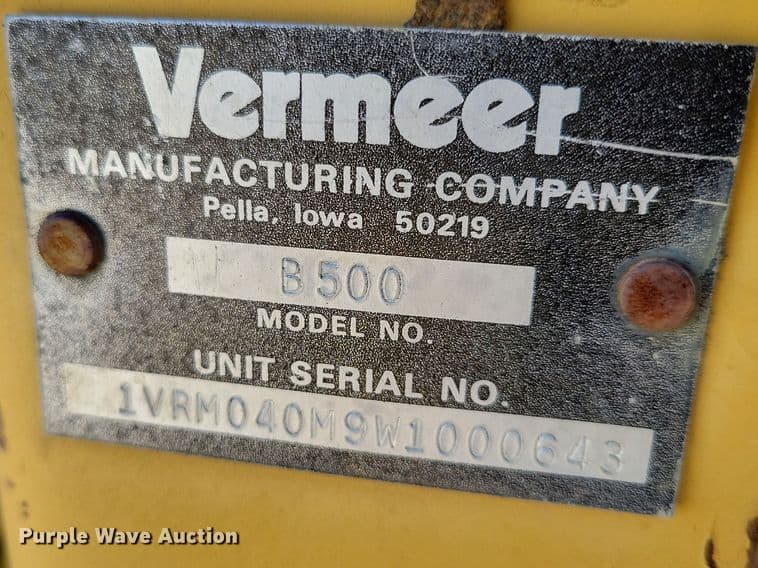 Vermeer
MANUFACTURING COMPANY
Pella, Iowa 50219
B500
MODEL NO.
UNIT SERIAL NO.
1VRM040M9W1000643
Purple Wave Auction